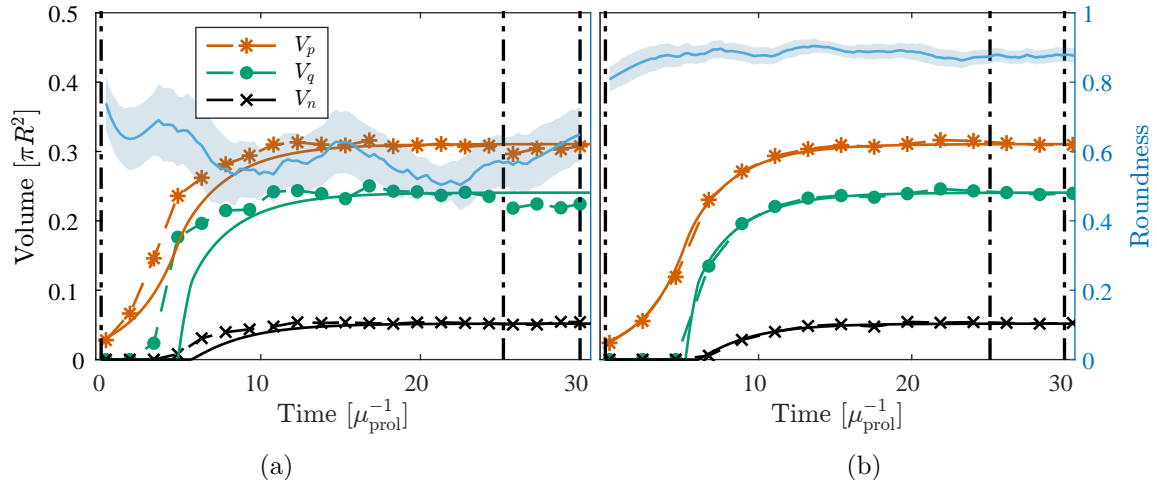 0.5
0.4
0.3
0.2
0.1
0
Volume [πR²]
V_p
V_q
V_n
0 10 20 30
Time [μ_prol^{-1}]
(a)
1
0.8
0.6
0.4
0.2
0
Roundness
10 20 30
Time [μ_prol^{-1}]
(b)